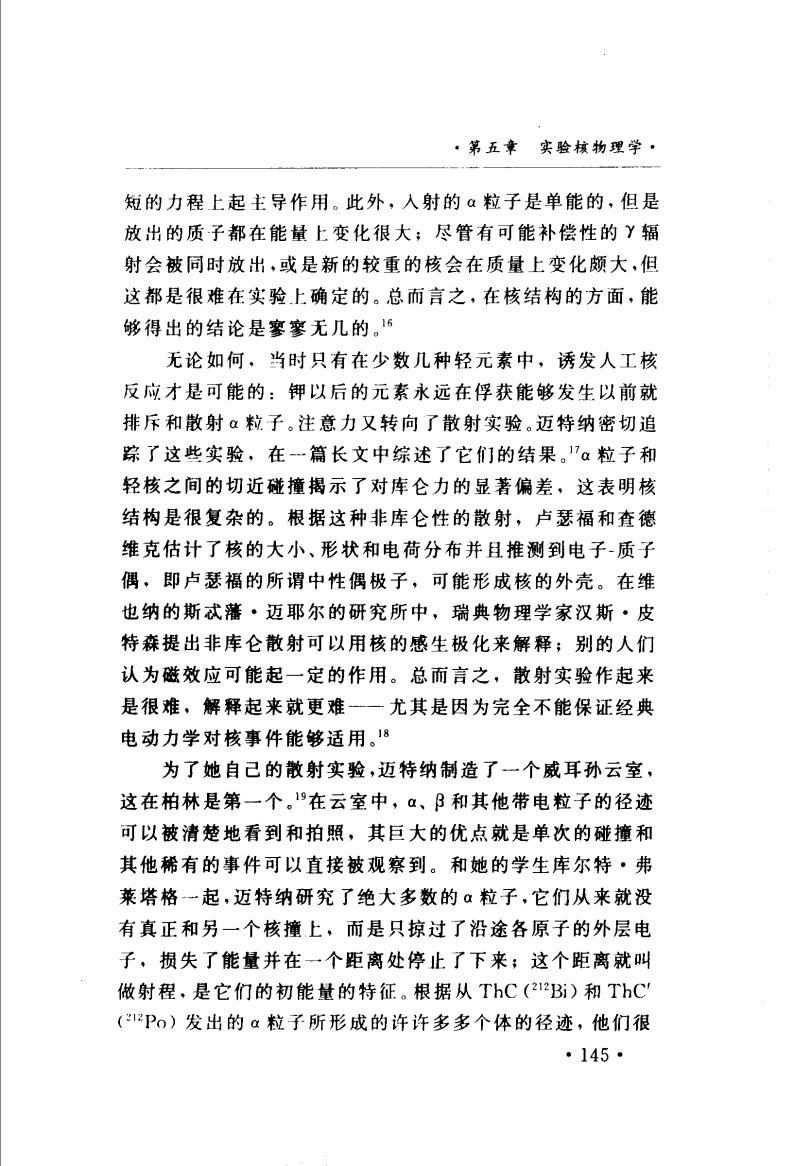 ·第五章 实验核物理学·
短的力程上起主导作用。此外，入射的α粒子是单能的，但是
放出的质子都在能量上变化很大；尽管有可能补偿性的γ辐
射会被同时放出，或是新的较重的核会在质量上变化颇大，但
这都是很难在实验上确定的。总而言之，在核结构的方面，能
够得出的结论是寥寥无几的。¹⁶
无论如何，当时只有在少数几种轻元素中，诱发人工核
反应才是可能的：钾以后的元素永远在俘获能够发生以前就
排斥和散射α粒子。注意力又转向了散射实验。迈特纳密切追
踪了这些实验，在一篇长文中综述了它们的结果。¹⁷α粒子和
轻核之间的切近碰撞揭示了对库仑力的显著偏差，这表明核
结构是很复杂的。根据这种非库仑性的散射，卢瑟福和查德
维克估计了核的大小、形状和电荷分布并且推测到电子-质子
偶，即卢瑟福的所谓中性偶极子，可能形成核的外壳。在维
也纳的斯忒藩·迈耶尔的研究所中，瑞典物理学家汉斯·皮
特森提出非库仑散射可以用核的感生极化来解释；别的人们
认为磁效应可能起一定的作用。总而言之，散射实验作起来
是很难，解释起来就更难——尤其是因为完全不能保证经典
电动力学对核事件能够适用。¹⁸
为了她自己的散射实验，迈特纳制造了一个威耳孙云室，
这在柏林是第一个。¹⁹在云室中，α、β和其他带电粒子的径迹
可以被清楚地看到和拍照，其巨大的优点就是单次的碰撞和
其他稀有的事件可以直接被观察到。和她的学生库尔特·弗
莱塔格一起，迈特纳研究了绝大多数的α粒子，它们从来就没
有真正和另一个核撞上，而是只掠过了沿途各原子的外层电
子，损失了能量并在一个距离处停止了下来；这个距离就叫
做射程，是它们的初能量的特征。根据从ThC（²¹²Bi）和ThC′
（²¹²Po）发出的α粒子所形成的许许多多个体的径迹，他们很
·145·